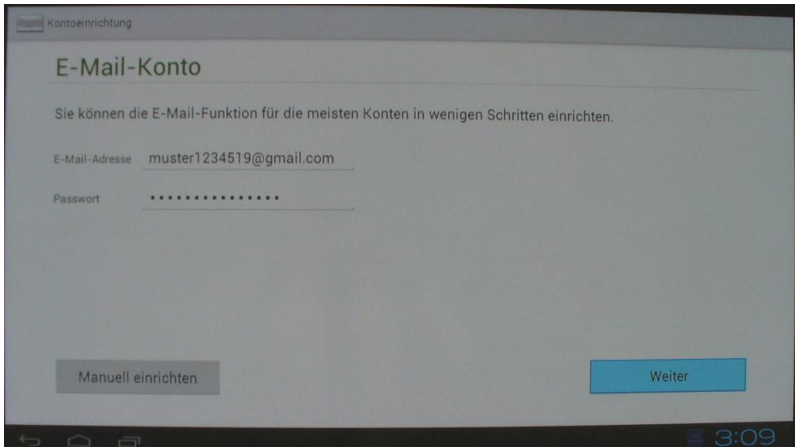 Kontoeinrichtung
E-Mail-Konto
Sie können die E-Mail-Funktion für die meisten Konten in wenigen Schritten einrichten.
E-Mail-Adresse muster1234519@gmail.com
Passwort •••••••••••••••
Manuell einrichten Weiter
3:09